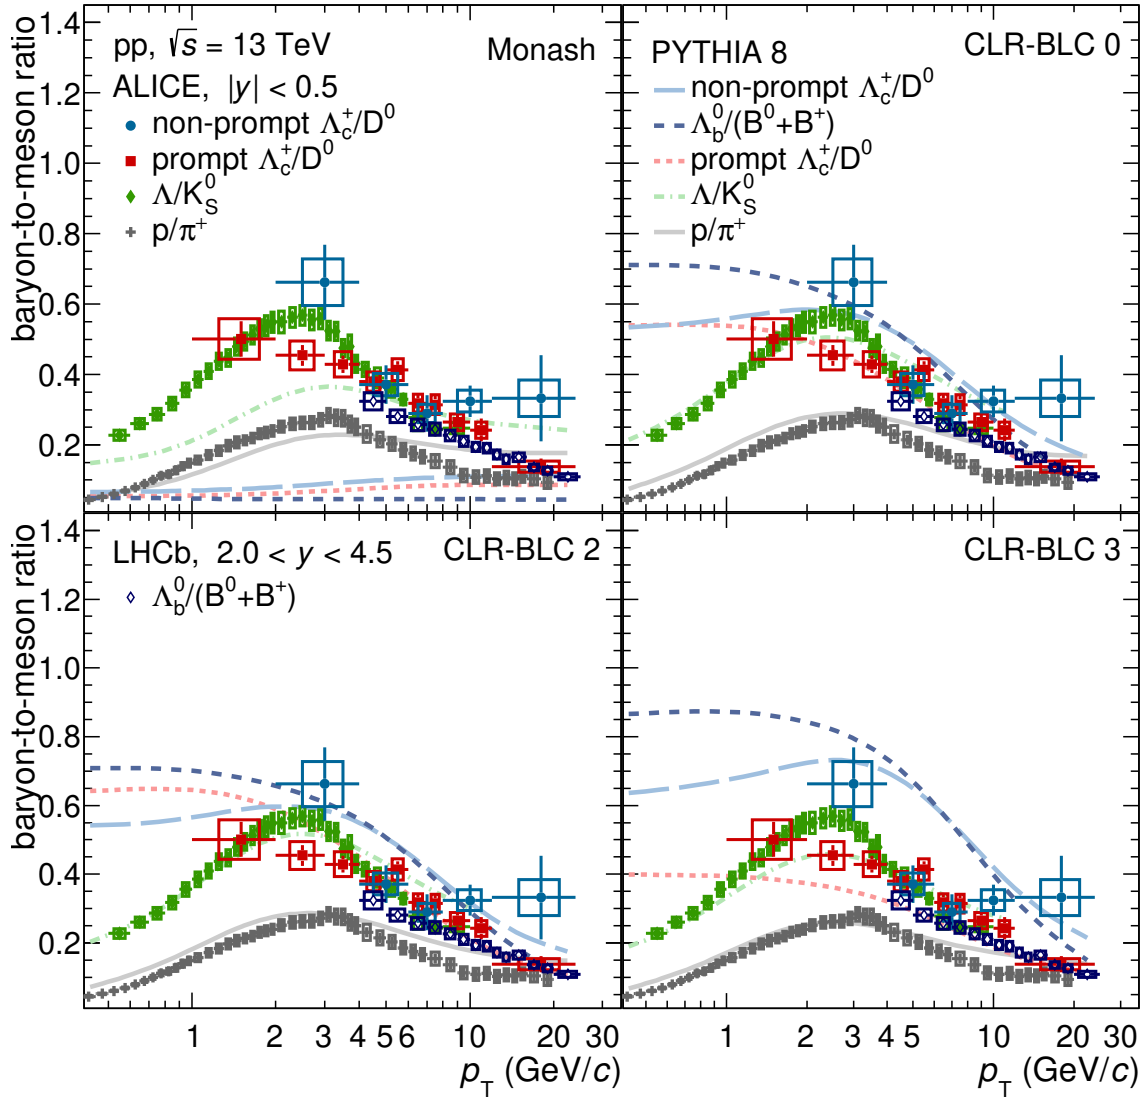 pp, √s = 13 TeV
Monash
ALICE, |y| < 0.5
non-prompt Λc+/D0
prompt Λc+/D0
Λ/KS0
p/π+
baryon-to-meson ratio
1.4
1.2
1.0
0.8
0.6
0.4
0.2
PYTHIA 8
CLR-BLC 0
non-prompt Λc+/D0
Λb0/(B0+B+)
prompt Λc+/D0
Λ/KS0
p/π+
LHCb, 2.0 < y < 4.5
CLR-BLC 2
Λb0/(B0+B+)
baryon-to-meson ratio
1.4
1.2
1.0
0.8
0.6
0.4
0.2
1 2 3 4 5 6 10 20 30
pT (GeV/c)
CLR-BLC 3
1 2 3 4 5 10 20 30
pT (GeV/c)